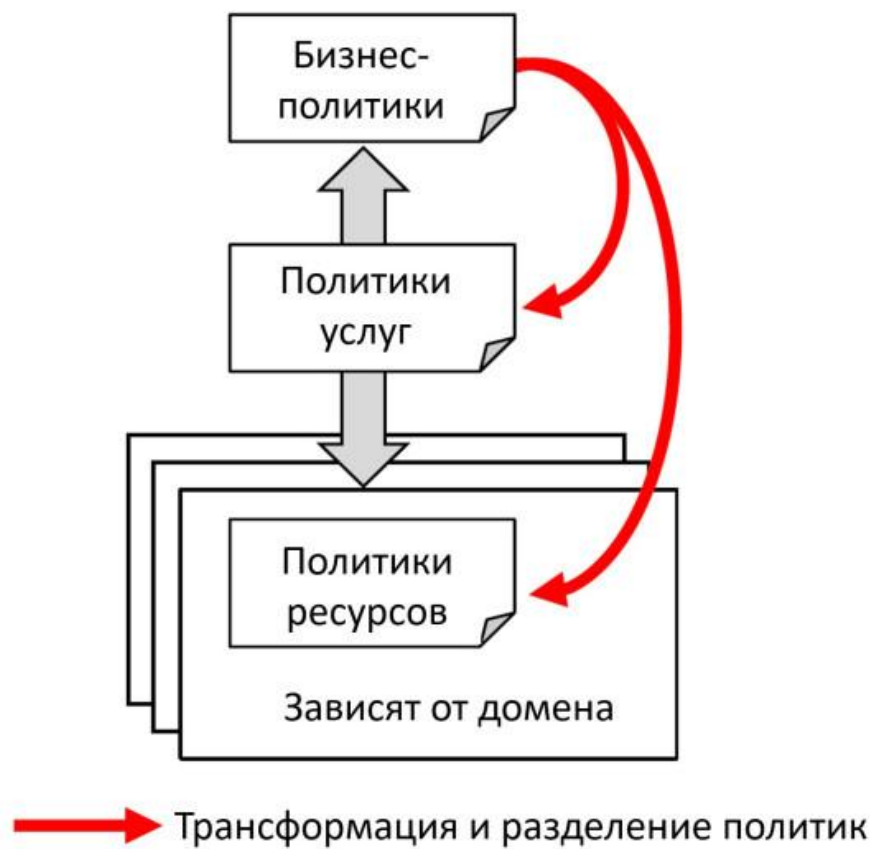 Бизнес-
политики
Политики
услуг
Политики
ресурсов
Зависят от домена
Трансформация и разделение политик